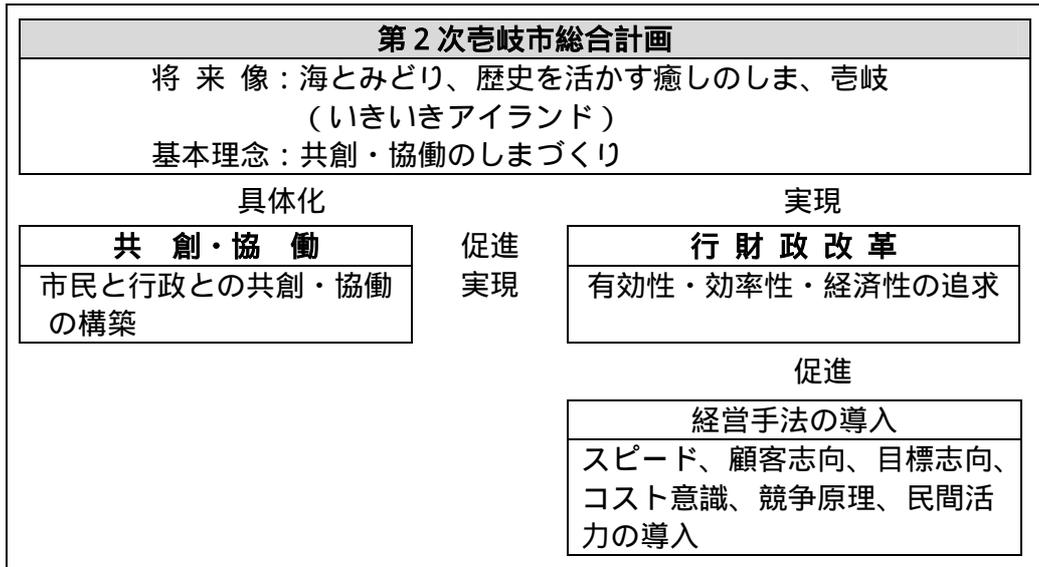 第２次壱岐市総合計画
将 来 像：海とみどり、歴史を活かす癒しのしま、壱岐
（いきいきアイランド）
基本理念：共創・協働のしまづくり
具体化
実現
共　創・協　働
市民と行政との共創・協働
の構築
促進
実現
行 財 政 改 革
有効性・効率性・経済性の追求
促進
経営手法の導入
スピード、顧客志向、目標志向、
コスト意識、競争原理、民間活
力の導入